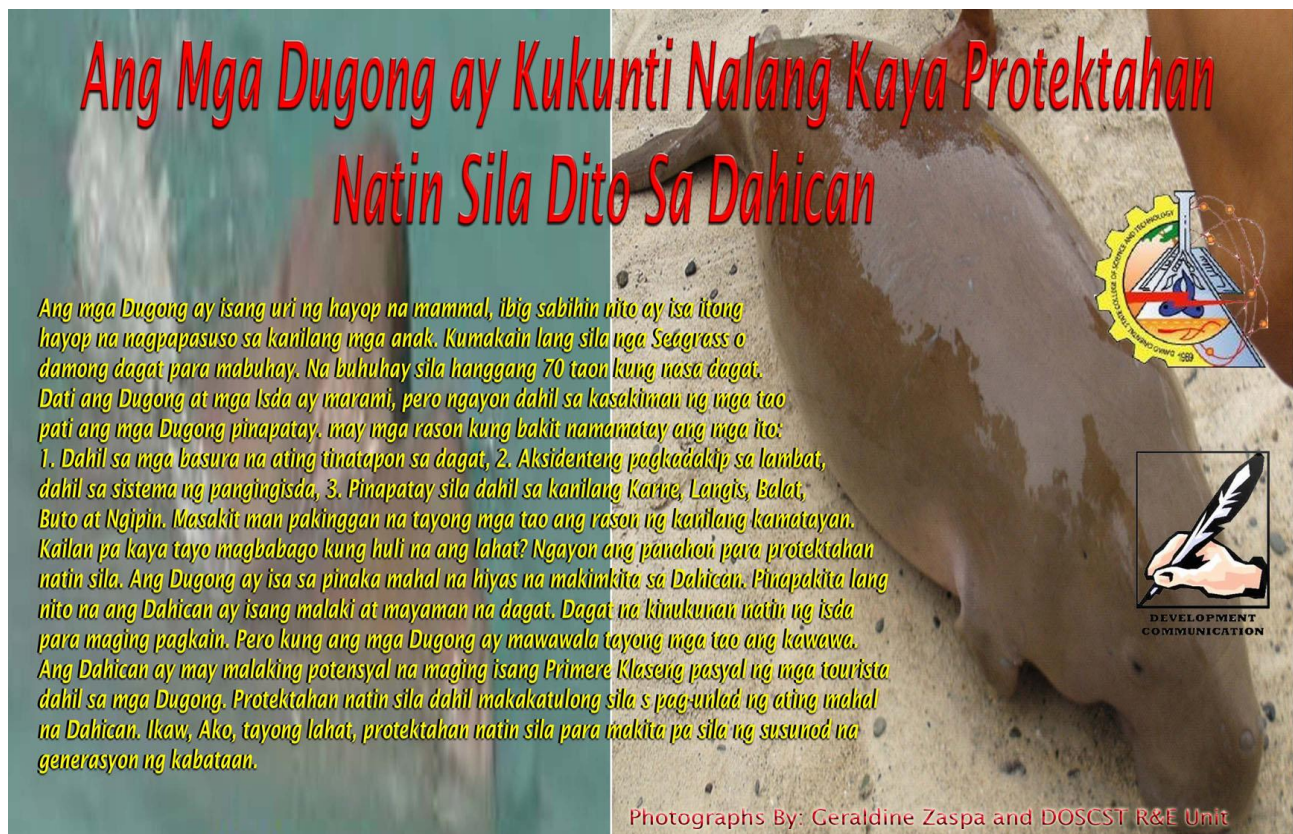 Ang Mga Dugong ay Kukunti Nalang Kaya Protektahan
Natin Sila Dito Sa Dahican
Ang mga Dugong ay isang uri ng hayop na mammal, ibig sabihin nito ay isa itong
hayop na nagpapasuso sa kanilang mga anak. Kumakain lang sila nga Seagrass o
damong dagat para mabuhay. Na buhuhay sila hanggang 70 taon kung nasa dagat.
Dati ang Dugong at mga Isda ay marami, pero ngayon dahil sa kasakiman ng mga tao
pati ang mga Dugong pinapatay. may mga rason kung bakit namamatay ang mga ito:
1. Dahil sa mga basura na ating tinatapon sa dagat, 2. Aksidenteng pagkadakip sa lambat,
dahil sa sistema ng pangingisda, 3. Pinapatay sila dahil sa kanilang Karne, Langis, Balat,
Buto at Ngipin. Masakit man pakinggan na tayong mga tao ang rason ng kanilang kamatayan.
Kailan pa kaya tayo magbabago kung huli na ang lahat? Ngayon ang panahon para protektahan
natin sila. Ang Dugong ay isa sa pinaka mahal na hiyas na makimkita sa Dahican. Pinapakita lang
nito na ang Dahican ay isang malaki at mayaman na dagat. Dagat na kinukunan natin ng isda
para maging pagkain. Pero kung ang mga Dugong ay mawawala tayong mga tao ang kawawa.
Ang Dahican ay may malaking potensyal na maging isang Primere Klaseng pasyal ng mga tourista
dahil sa mga Dugong. Protektahan natin sila dahil makakatulong sila s pag-unlad ng ating mahal
na Dahican. Ikaw, Ako, tayong lahat, protektahan natin sila para makita pa sila ng susunod na
generasyon ng kabataan.
DAVAO ORIENTAL STATE COLLEGE OF SCIENCE AND TECHNOLOGY
1989
DEVELOPMENT
COMMUNICATION
Photographs By: Geraldine Zaspa and DOSCST R&E Unit